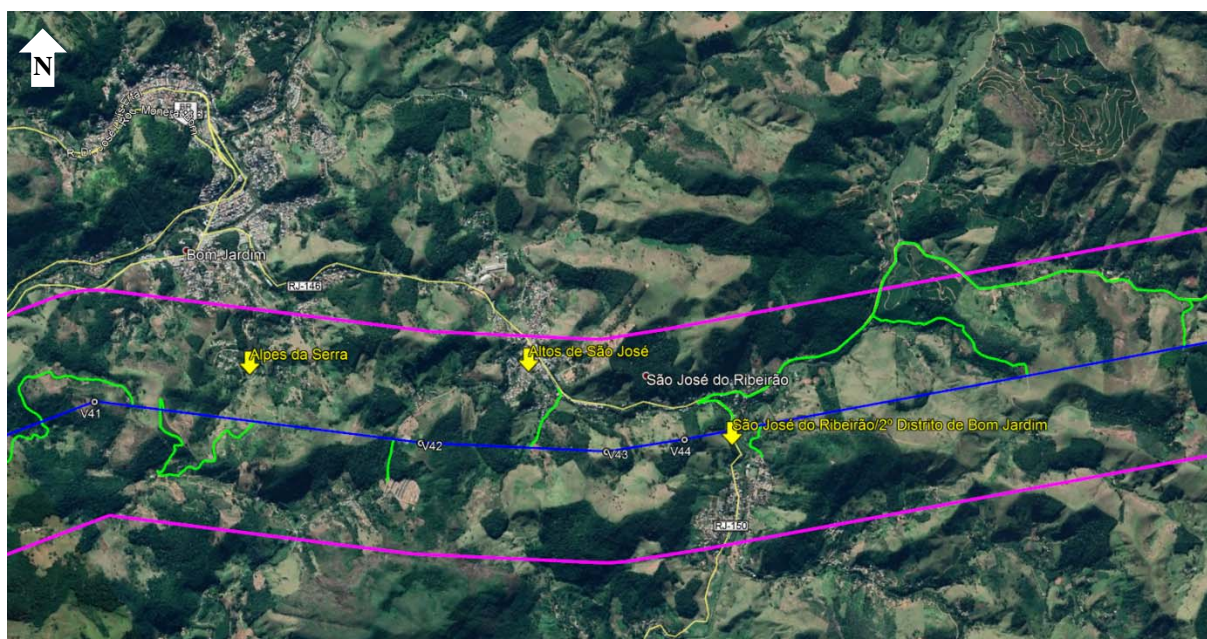 N
Bom Jardim
RJ-146
Alpes da Serra
Altos de São José
São José do Ribeirão
V41
V42
V43
V44
São José do Ribeirão/2º Distrito de Bom Jardim
RJ-150